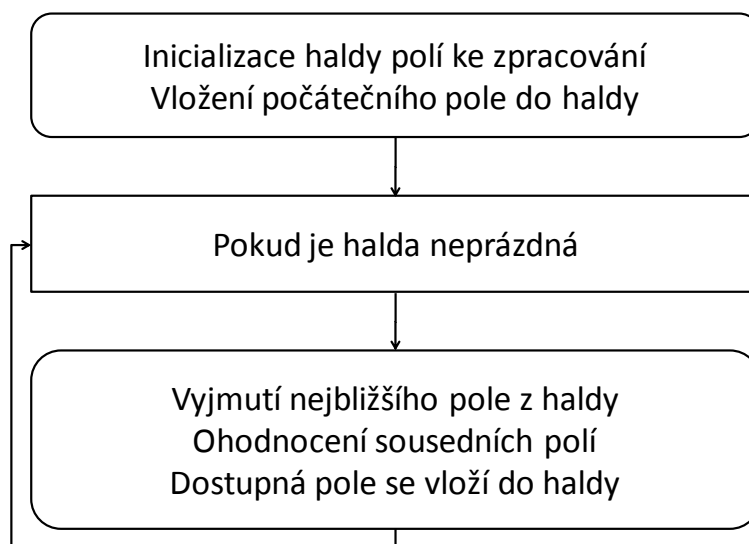 Inicializace haldy polí ke zpracování
Vložení počátečního pole do haldy
Pokud je halda neprázdná
Vyjmutí nejbližšího pole z haldy
Ohodnocení sousedních polí
Dostupná pole se vloží do haldy